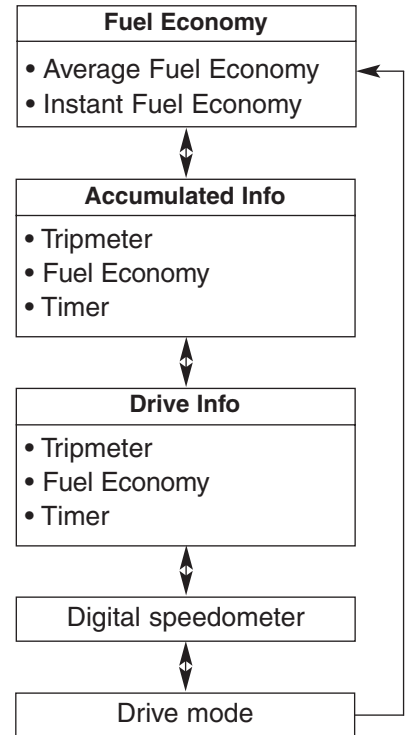 Fuel Economy
• Average Fuel Economy
• Instant Fuel Economy
Accumulated Info
• Tripmeter
• Fuel Economy
• Timer
Drive Info
• Tripmeter
• Fuel Economy
• Timer
Digital speedometer
Drive mode